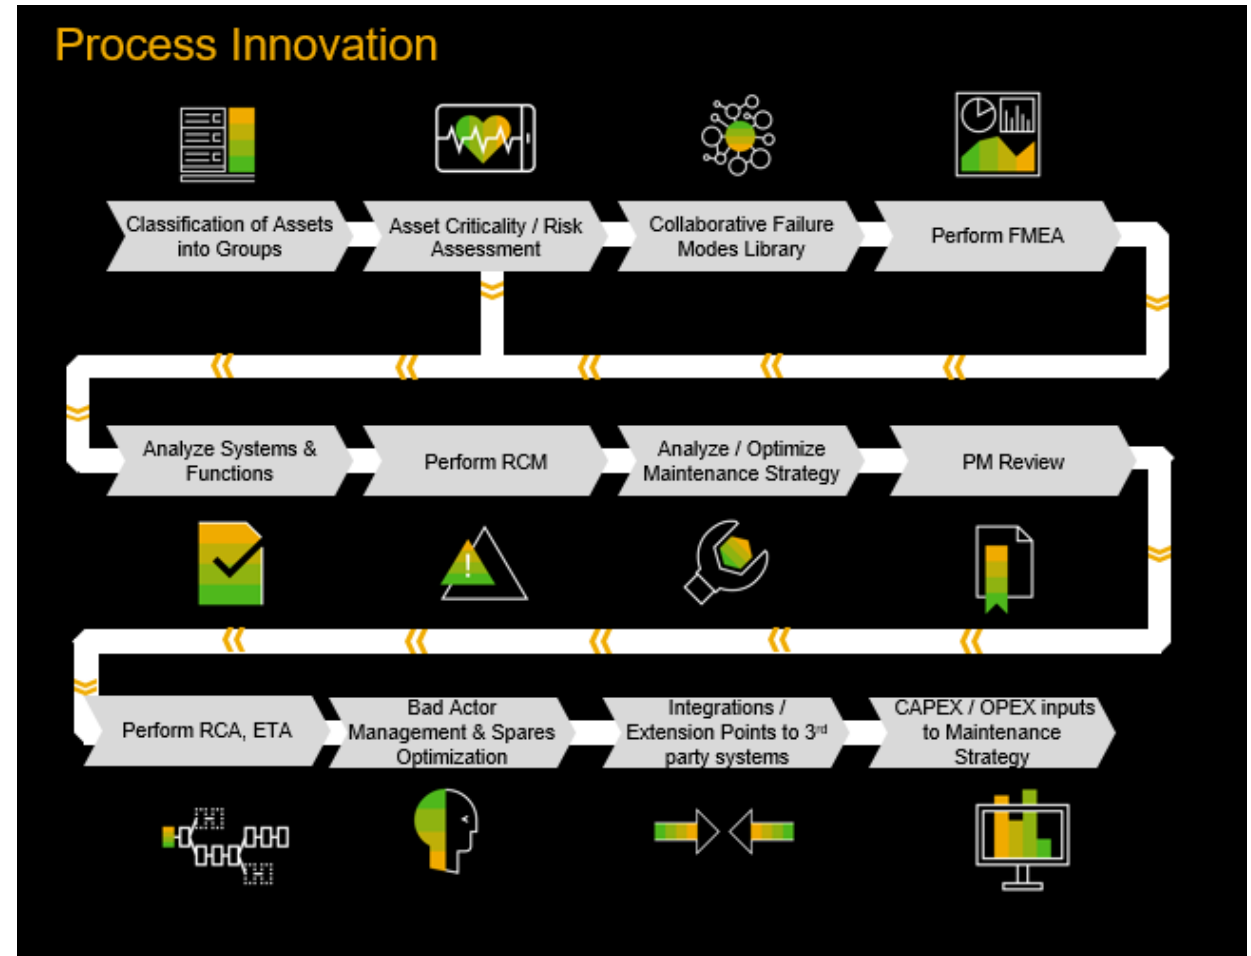 Process Innovation
Classification of Assets
into Groups
Asset Criticality / Risk
Assessment
Collaborative Failure
Modes Library
Perform FMEA
Analyze Systems &
Functions
Perform RCM
Analyze / Optimize
Maintenance Strategy
PM Review
Perform RCA, ETA
Bad Actor
Management & Spares
Optimization
Integrations /
Extension Points to 3rd
party systems
CAPEX / OPEX inputs
to Maintenance
Strategy